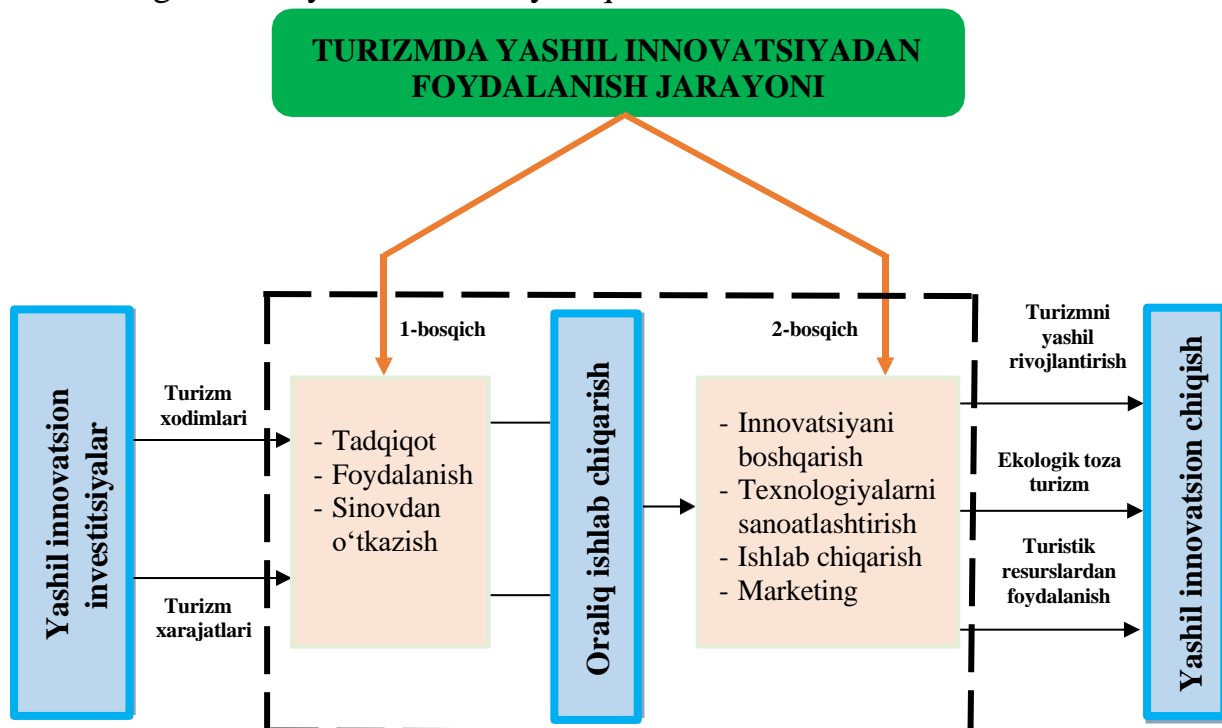 TURIZMDA YASHIL INNOVATSIYADAN
FOYDALANISH JARAYONI
1-bosqich
2-bosqich
Yashil innovatsion
investitsiyalar
Turizm
xodimlari
Turizm
xarajatlari
- Tadqiqot
- Foydalanish
- Sinovdan
o‘tkazish
Oraliq ishlab chiqarish
- Innovatsiyani
boshqarish
- Texnologiyalarni
sanoatlashtirish
- Ishlab chiqarish
- Marketing
Turizmni
yashil
rivojlantirish
Ekologik toza
turizm
Turistik
resurslardan
foydalanish
Yashil innovatsion chiqish